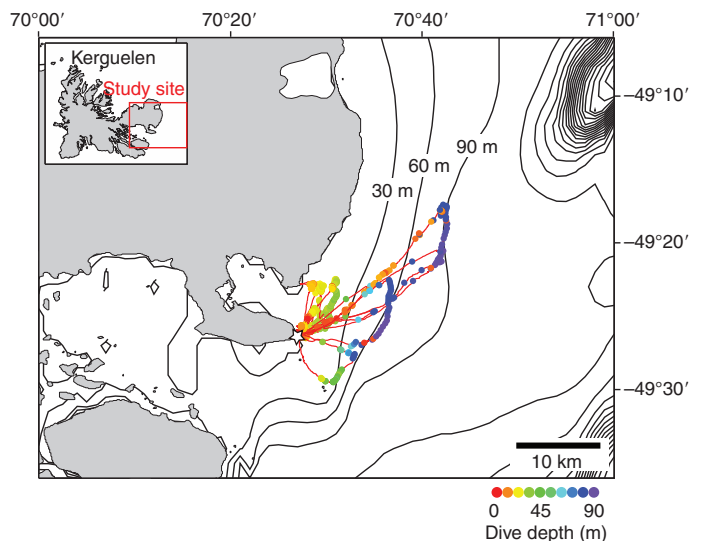 70°00′ 70°20′ 70°40′ 71°00′
Kerguelen
Study site
–49°10′
90 m
60 m
30 m
–49°20′
–49°30′
10 km
0 45 90
Dive depth (m)